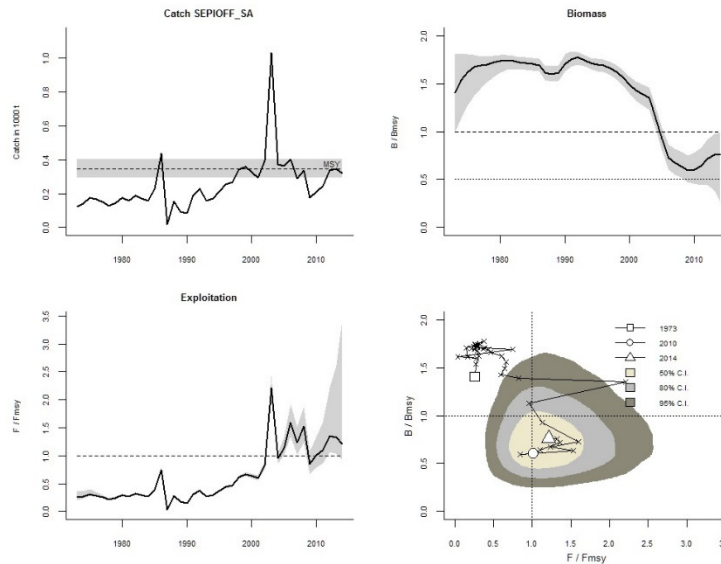 Catch SEPIOFF_SA
Catch in 1000 t
0.0 0.2 0.4 0.6 0.8 1.0
MSY
1980 1990 2000 2010
Biomass
B / Bmsy
0.0 0.5 1.0 1.5 2.0
1980 1990 2000 2010
Exploitation
F / Fmsy
0.0 0.5 1.0 1.5 2.0 2.5 3.0 3.5
1980 1990 2000 2010
B / Bmsy
0.0 0.5 1.0 1.5 2.0
1973
2010
2014
50% C.I.
80% C.I.
95% C.I.
0.0 0.5 1.0 1.5 2.0 2.5 3.0 3.5
F / Fmsy